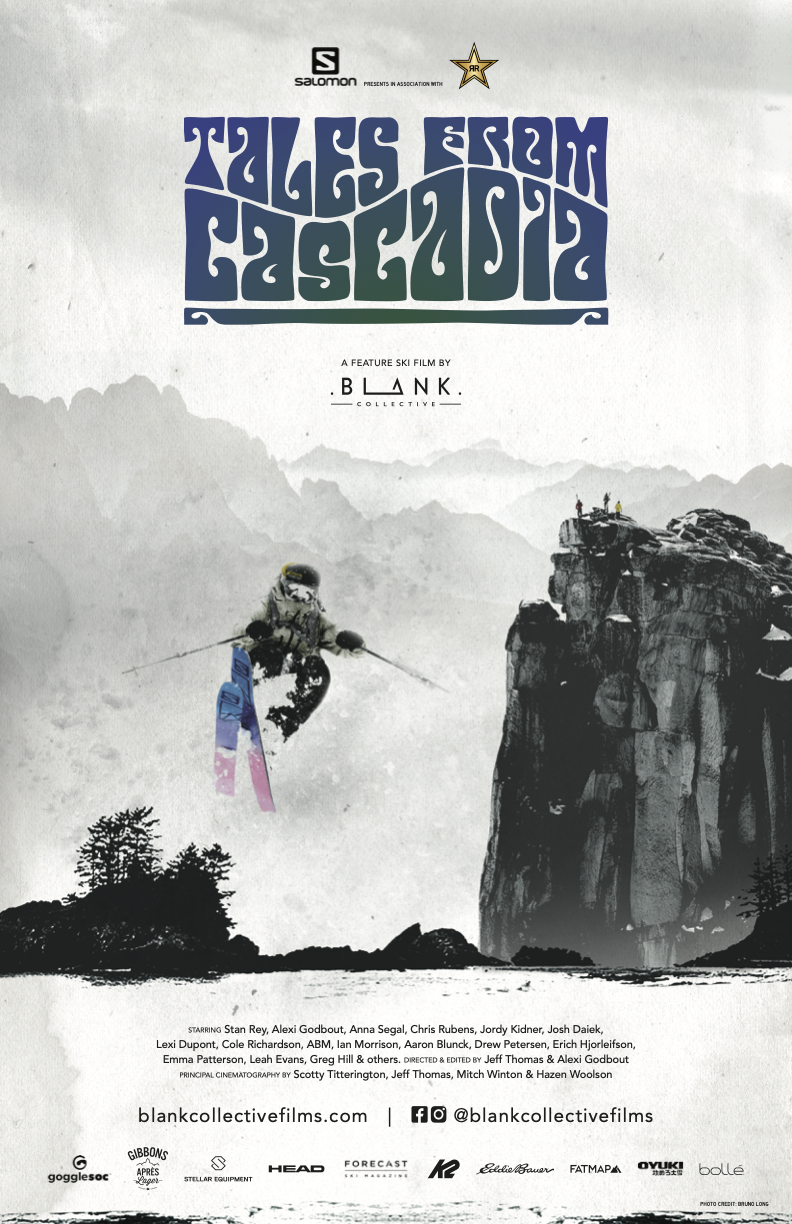 S
SALOMON
PRESENTS IN ASSOCIATION WITH
RR
TALES FROM
CASCADIA
A FEATURE SKI FILM BY
.BLANK.
COLLECTIVE
STARRING Stan Rey, Alexi Godbout, Anna Segal, Chris Rubens, Jordy Kidner, Josh Daiek,
Lexi Dupont, Cole Richardson, ABM, Ian Morrison, Aaron Blunck, Drew Petersen, Erich Hjorleifson,
Emma Patterson, Leah Evans, Greg Hill & others. DIRECTED & EDITED BY Jeff Thomas & Alexi Godbout
PRINCIPAL CINEMATOGRAPHY BY Scotty Titterington, Jeff Thomas, Mitch Winton & Hazen Woolson
blankcollectivefilms.com | @blankcollectivefilms
gogglesoc
GIBBONS
APRÈS
Lager
STELLAR EQUIPMENT
HEAD
FORECAST
SKI MAGAZINE
K2
Eddie Bauer
FATMAP
OYUKI
bollé
PHOTO CREDIT: BRUNO LONG